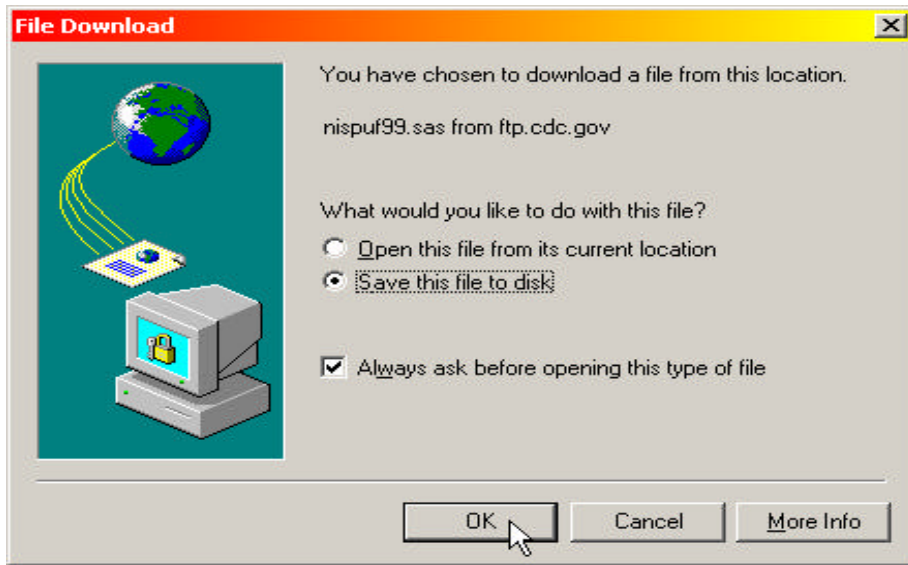 File Download
You have chosen to download a file from this location.
nispuf99.sas from ftp.cdc.gov
What would you like to do with this file?
Open this file from its current location
Save this file to disk
Always ask before opening this type of file
OK
Cancel
More Info